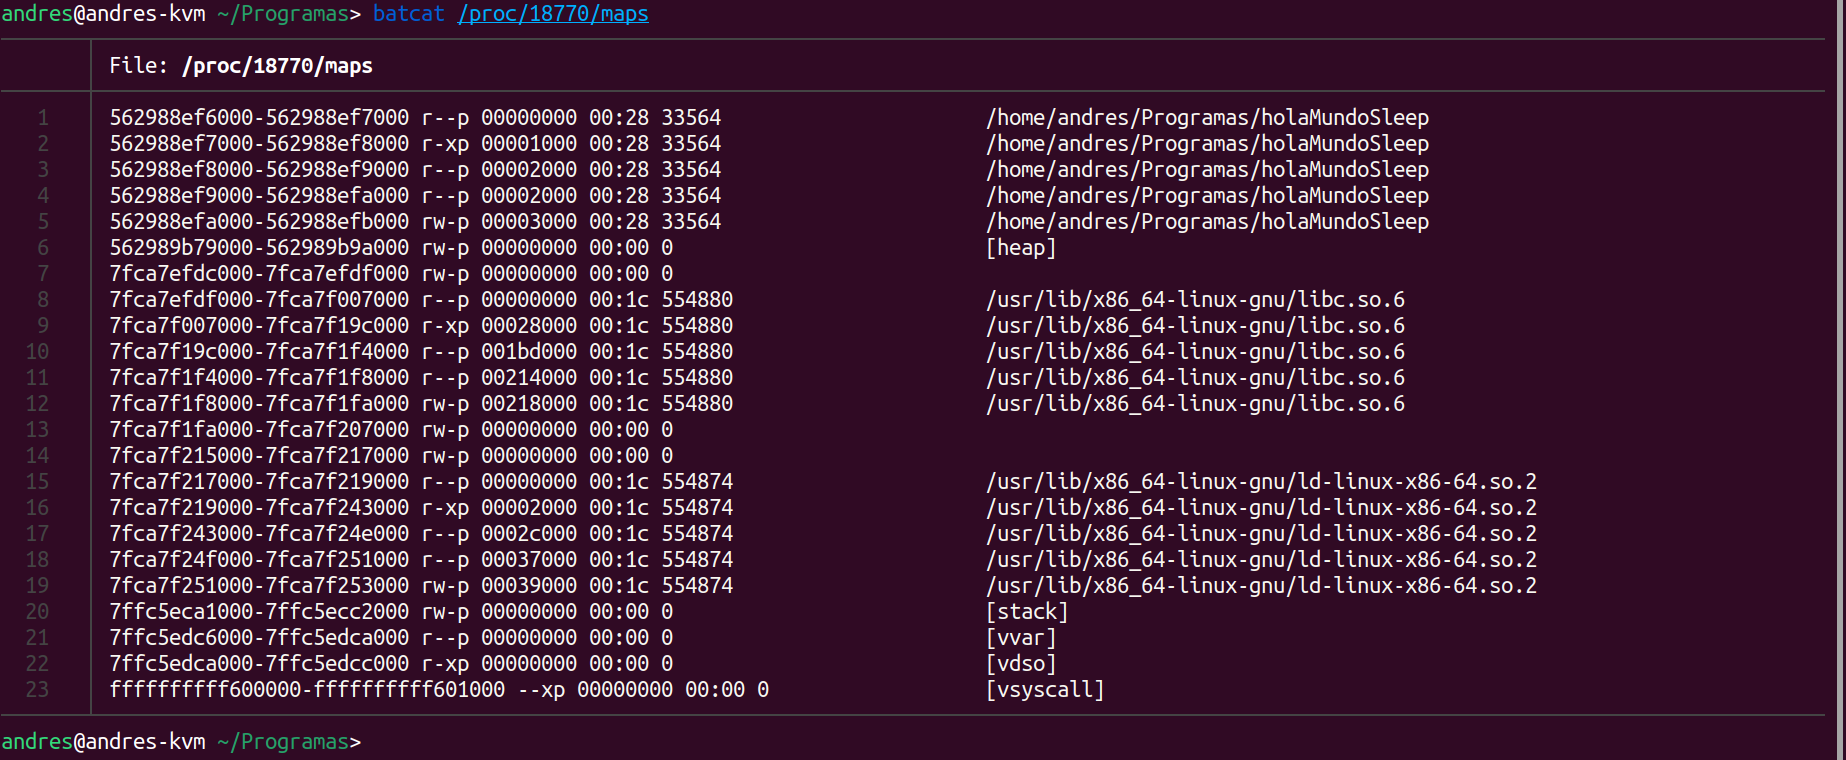 andres@andres-kvm ~/Programas> batcat /proc/18770/maps
File: /proc/18770/maps
1 562988ef6000-562988ef7000 r--p 00000000 00:28 33564 /home/andres/Programas/holaMundoSleep
2 562988ef7000-562988ef8000 r-xp 00001000 00:28 33564 /home/andres/Programas/holaMundoSleep
3 562988ef8000-562988ef9000 r--p 00002000 00:28 33564 /home/andres/Programas/holaMundoSleep
4 562988ef9000-562988efa000 r--p 00002000 00:28 33564 /home/andres/Programas/holaMundoSleep
5 562988efa000-562988efb000 rw-p 00003000 00:28 33564 /home/andres/Programas/holaMundoSleep
6 562989b79000-562989b9a000 rw-p 00000000 00:00 0 [heap]
7 7fca7efdc000-7fca7efdf000 rw-p 00000000 00:00 0
8 7fca7efdf000-7fca7f007000 r--p 00000000 00:1c 554880 /usr/lib/x86_64-linux-gnu/libc.so.6
9 7fca7f007000-7fca7f19c000 r-xp 00028000 00:1c 554880 /usr/lib/x86_64-linux-gnu/libc.so.6
10 7fca7f19c000-7fca7f1f4000 r--p 001bd000 00:1c 554880 /usr/lib/x86_64-linux-gnu/libc.so.6
11 7fca7f1f4000-7fca7f1f8000 r--p 00214000 00:1c 554880 /usr/lib/x86_64-linux-gnu/libc.so.6
12 7fca7f1f8000-7fca7f1fa000 rw-p 00218000 00:1c 554880 /usr/lib/x86_64-linux-gnu/libc.so.6
13 7fca7f1fa000-7fca7f207000 rw-p 00000000 00:00 0
14 7fca7f215000-7fca7f217000 rw-p 00000000 00:00 0
15 7fca7f217000-7fca7f219000 r--p 00000000 00:1c 554874 /usr/lib/x86_64-linux-gnu/ld-linux-x86-64.so.2
16 7fca7f219000-7fca7f243000 r-xp 00002000 00:1c 554874 /usr/lib/x86_64-linux-gnu/ld-linux-x86-64.so.2
17 7fca7f243000-7fca7f24e000 r--p 0002c000 00:1c 554874 /usr/lib/x86_64-linux-gnu/ld-linux-x86-64.so.2
18 7fca7f24f000-7fca7f251000 r--p 00037000 00:1c 554874 /usr/lib/x86_64-linux-gnu/ld-linux-x86-64.so.2
19 7fca7f251000-7fca7f253000 rw-p 00039000 00:1c 554874 /usr/lib/x86_64-linux-gnu/ld-linux-x86-64.so.2
20 7ffc5eca1000-7ffc5ecc2000 rw-p 00000000 00:00 0 [stack]
21 7ffc5edc6000-7ffc5edca000 r--p 00000000 00:00 0 [vvar]
22 7ffc5edca000-7ffc5edcc000 r-xp 00000000 00:00 0 [vdso]
23 ffffffffff600000-ffffffffff601000 --xp 00000000 00:00 0 [vsyscall]
andres@andres-kvm ~/Programas>